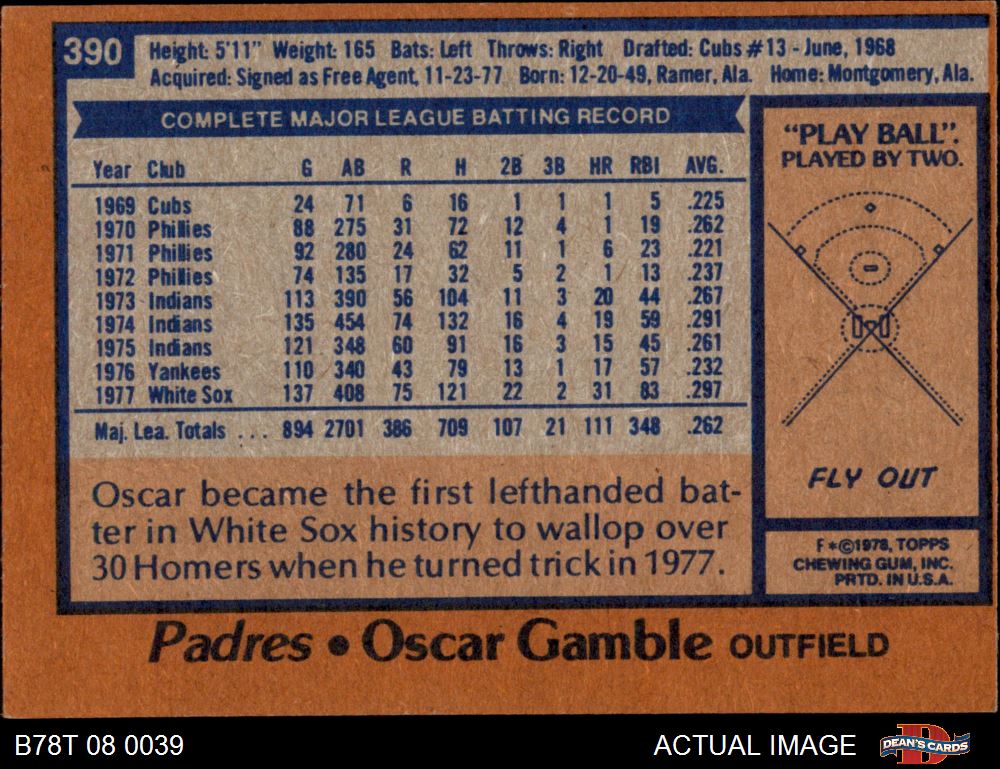 390
Height: 5'11" Weight: 165 Bats: Left Throws: Right Drafted: Cubs #13 - June, 1968
Acquired: Signed as Free Agent, 11-23-77 Born: 12-20-49, Ramer, Ala. Home: Montgomery, Ala.
COMPLETE MAJOR LEAGUE BATTING RECORD
Year Club G AB R H 2B 3B HR RBI AVG.
1969 Cubs 24 71 6 16 1 1 1 5 .225
1970 Phillies 88 275 31 72 12 4 1 19 .262
1971 Phillies 92 280 24 62 11 1 6 23 .221
1972 Phillies 74 135 17 32 5 2 1 13 .237
1973 Indians 113 390 56 104 11 3 20 44 .267
1974 Indians 135 454 74 132 16 4 19 59 .291
1975 Indians 121 348 60 91 16 3 15 45 .261
1976 Yankees 110 340 43 79 13 1 17 57 .232
1977 White Sox 137 408 75 121 22 2 31 83 .297
Maj. Lea. Totals ... 894 2701 386 709 107 21 111 348 .262
Oscar became the first lefthanded bat-
ter in White Sox history to wallop over
30 Homers when he turned trick in 1977.
"PLAY BALL".
PLAYED BY TWO.
FLY OUT
F*©1978, TOPPS
CHEWING GUM, INC.
PRTD. IN U.S.A.
Padres • Oscar Gamble OUTFIELD
B78T 08 0039
ACTUAL IMAGE
D
DEAN'S CARDS